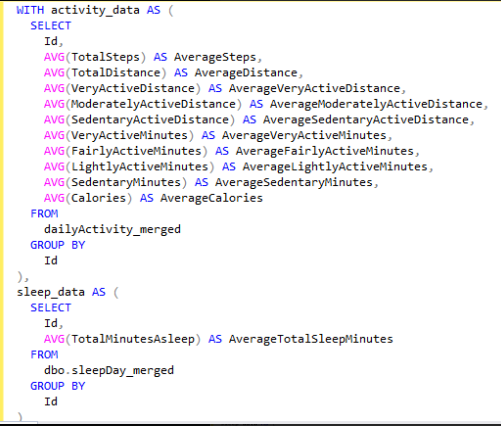 WITH activity_data AS (
SELECT
Id,
AVG(TotalSteps) AS AverageSteps,
AVG(TotalDistance) AS AverageDistance,
AVG(VeryActiveDistance) AS AverageVeryActiveDistance,
AVG(ModeratelyActiveDistance) AS AverageModeratelyActiveDistance,
AVG(SedentaryActiveDistance) AS AverageSedentaryActiveDistance,
AVG(VeryActiveMinutes) AS AverageVeryActiveMinutes,
AVG(FairlyActiveMinutes) AS AverageFairlyActiveMinutes,
AVG(LightlyActiveMinutes) AS AverageLightlyActiveMinutes,
AVG(SedentaryMinutes) AS AverageSedentaryMinutes,
AVG(Calories) AS AverageCalories
FROM
dailyActivity_merged
GROUP BY
Id
),
sleep_data AS (
SELECT
Id,
AVG(TotalMinutesAsleep) AS AverageTotalSleepMinutes
FROM
dbo.sleepDay_merged
GROUP BY
Id
)